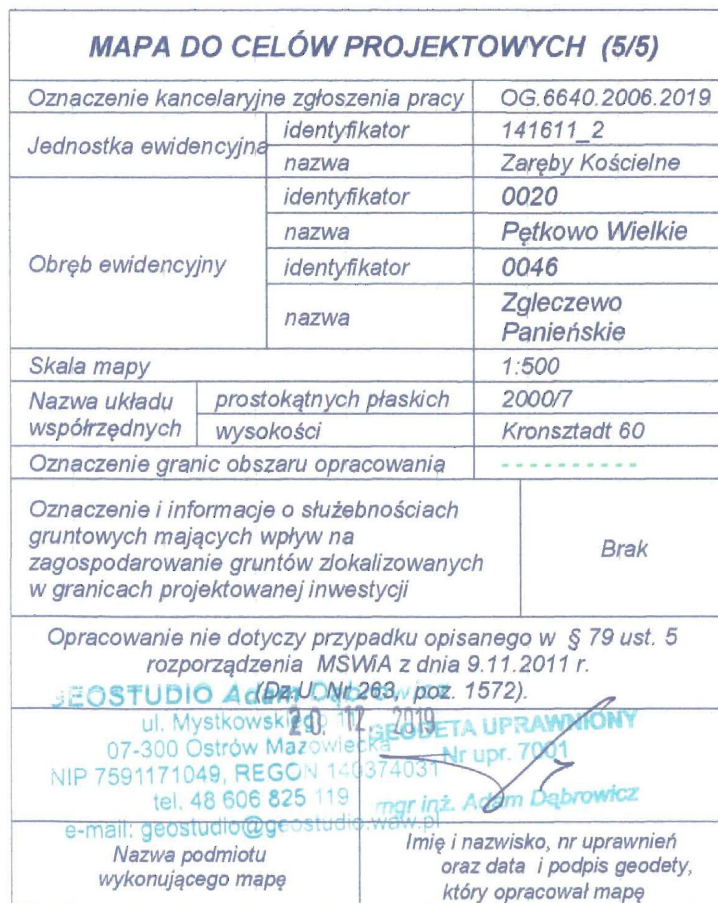 MAPA DO CELÓW PROJEKTOWYCH (5/5)
Oznaczenie kancelaryjne zgłoszenia pracy OG.6640.2006.2019
Jednostka ewidencyjna identyfikator 141611_2
nazwa Zaręby Kościelne
Obręb ewidencyjny identyfikator 0020
nazwa Pętkowo Wielkie
identyfikator 0046
nazwa Zgleczewo
Panieńskie
Skala mapy 1:500
Nazwa układu
współrzędnych prostokątnych płaskich 2000/7
wysokości Kronsztadt 60
Oznaczenie granic obszaru opracowania
Oznaczenie i informacje o służebnościach
gruntowych mających wpływ na
zagospodarowanie gruntów zlokalizowanych
w granicach projektowanej inwestycji
Brak
Opracowanie nie dotyczy przypadku opisanego w § 79 ust. 5
rozporządzenia MSWiA z dnia 9.11.2011 r.
(Dz.U. Nr 263, poz. 1572).
GEOSTUDIO Adam
ul. Mystkowskiego
07-300 Ostrów Mazowiecka
NIP 7591171049, REGON 140374031
tel. 48 606 825 119
e-mail: geostudio@geostudio.waw.pl
20. 12. 2019
GEODETA UPRAWNIONY
Nr upr. 7001
mgr inż. Adam Dąbrowicz
Nazwa podmiotu
wykonującego mapę
Imię i nazwisko, nr uprawnień
oraz data i podpis geodety,
który opracował mapę